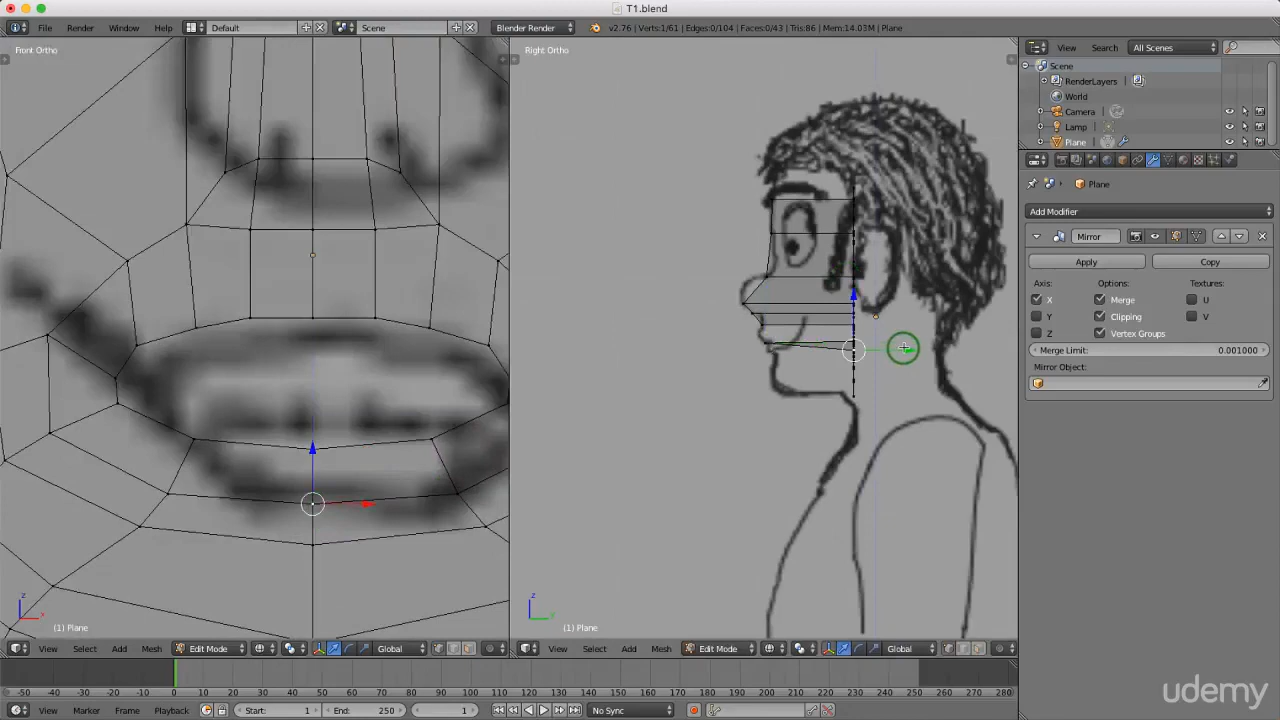 T1.blend
File Render Window Help Default Scene Blender Render v2.76 | Verts:1/61 | Edges:0/104 | Faces:0/43 | Tris:86 | Mem:14.03M | Plane
Front Ortho
Right Ortho
View Search All Scenes
Scene
RenderLayers
World
Camera
Lamp
Plane
Plane
Add Modifier
Mirror
Apply Copy
Axis: Options: Textures:
X Merge U
Y Clipping V
Z Vertex Groups
Merge Limit: 0.001000
Mirror Object:
z
x
(1) Plane
z
y
(1) Plane
View Select Add Mesh Edit Mode Global
View Select Add Mesh Edit Mode Global
-50 -40 -30 -20 -10 0 10 20 30 40 50 60 70 80 90 100 110 120 130 140 150 160 170 180 190 200 210 220 230 240 250 260 270 280
View Marker Frame Playback Start: 1 End: 250 1 No Sync
udemy